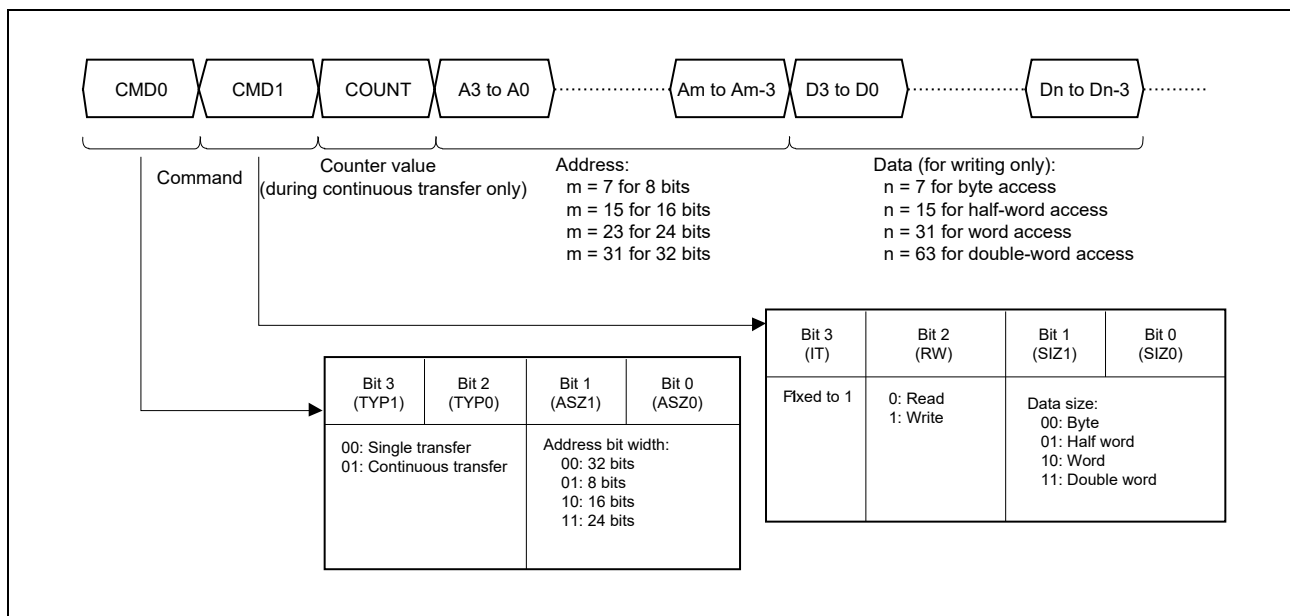 CMD0 CMD1 COUNT A3 to A0 Am to Am-3 D3 to D0 Dn to Dn-3
Command
Counter value
(during continuous transfer only)
Address:
m = 7 for 8 bits
m = 15 for 16 bits
m = 23 for 24 bits
m = 31 for 32 bits
Data (for writing only):
n = 7 for byte access
n = 15 for half-word access
n = 31 for word access
n = 63 for double-word access
Bit 3
(IT)
Bit 2
(RW)
Bit 1
(SIZ1)
Bit 0
(SIZ0)
Fixed to 1
0: Read
1: Write
Data size:
00: Byte
01: Half word
10: Word
11: Double word
Bit 3
(TYP1)
Bit 2
(TYP0)
Bit 1
(ASZ1)
Bit 0
(ASZ0)
00: Single transfer
01: Continuous transfer
Address bit width:
00: 32 bits
01: 8 bits
10: 16 bits
11: 24 bits